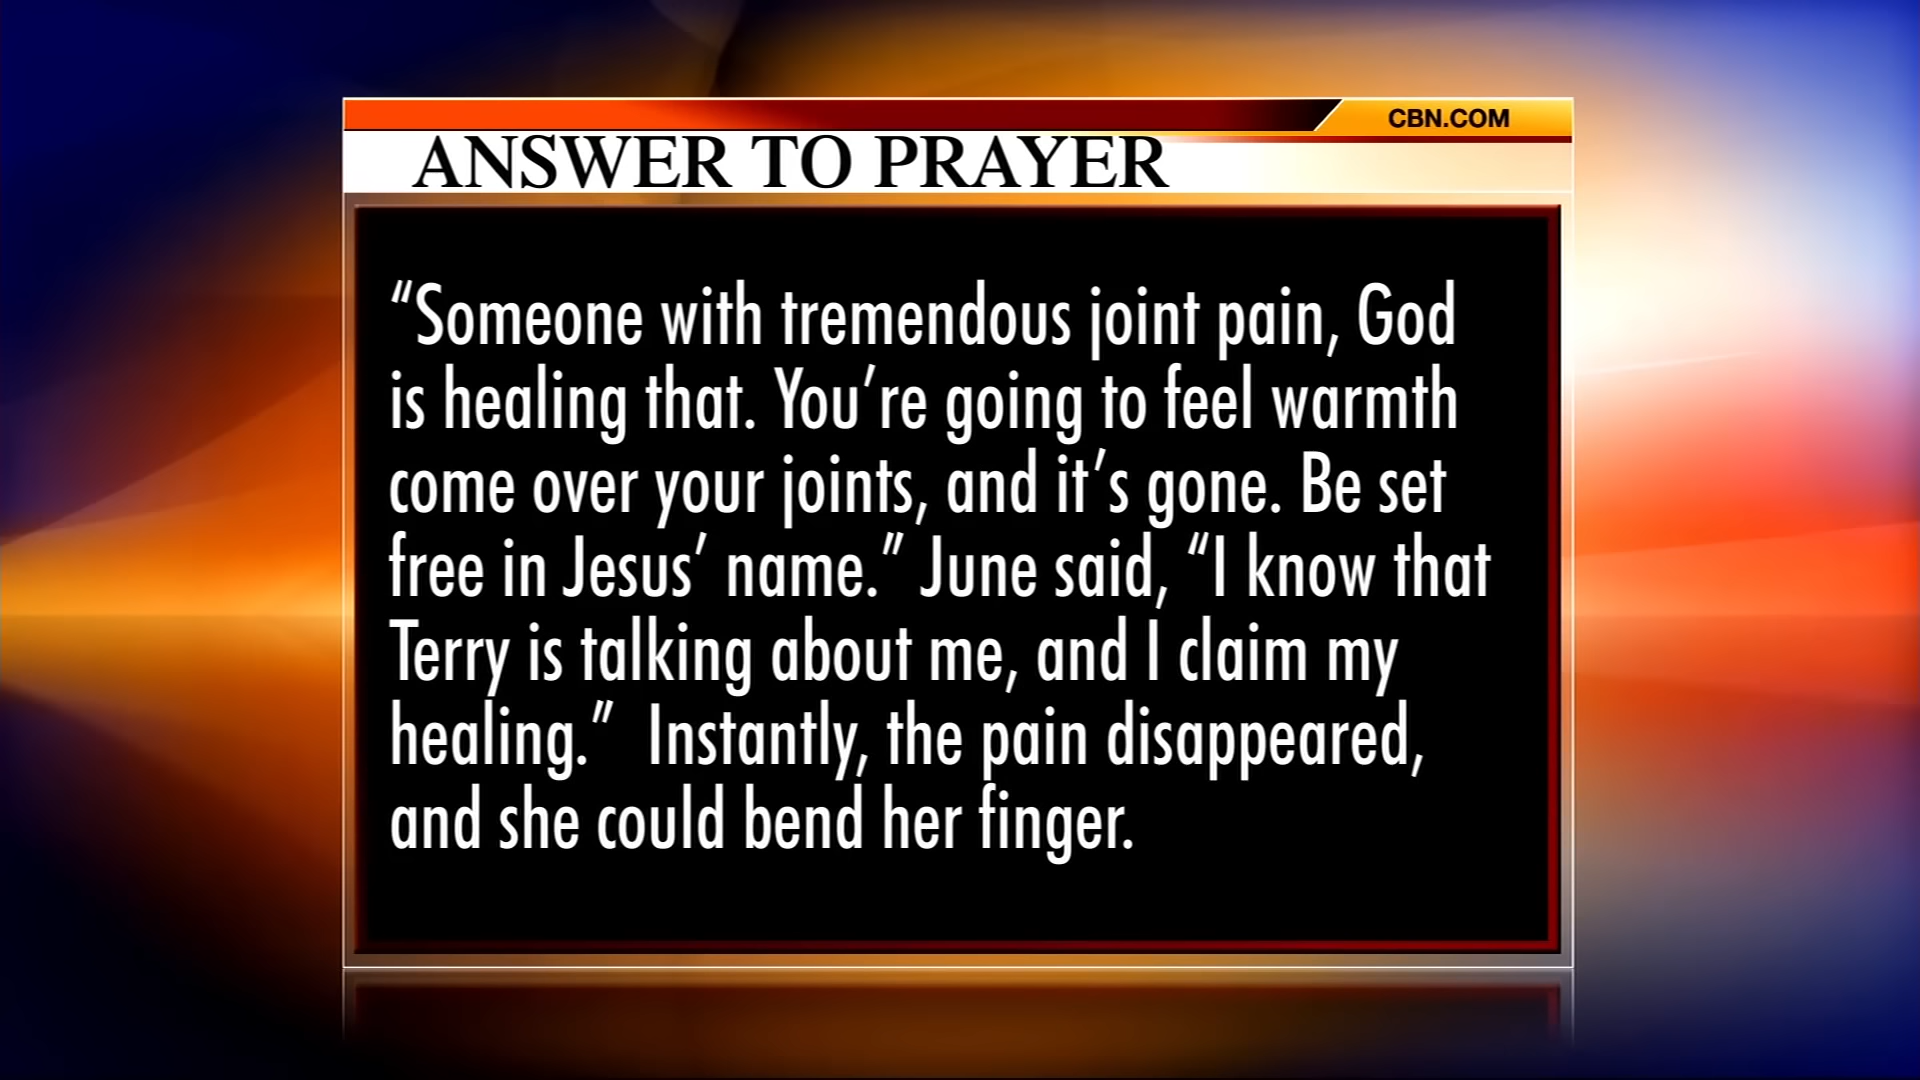 CBN.COM
ANSWER TO PRAYER
“Someone with tremendous joint pain, God
is healing that. You’re going to feel warmth
come over your joints, and it’s gone. Be set
free in Jesus’ name.” June said, “I know that
Terry is talking about me, and I claim my
healing.”  Instantly, the pain disappeared,
and she could bend her finger.